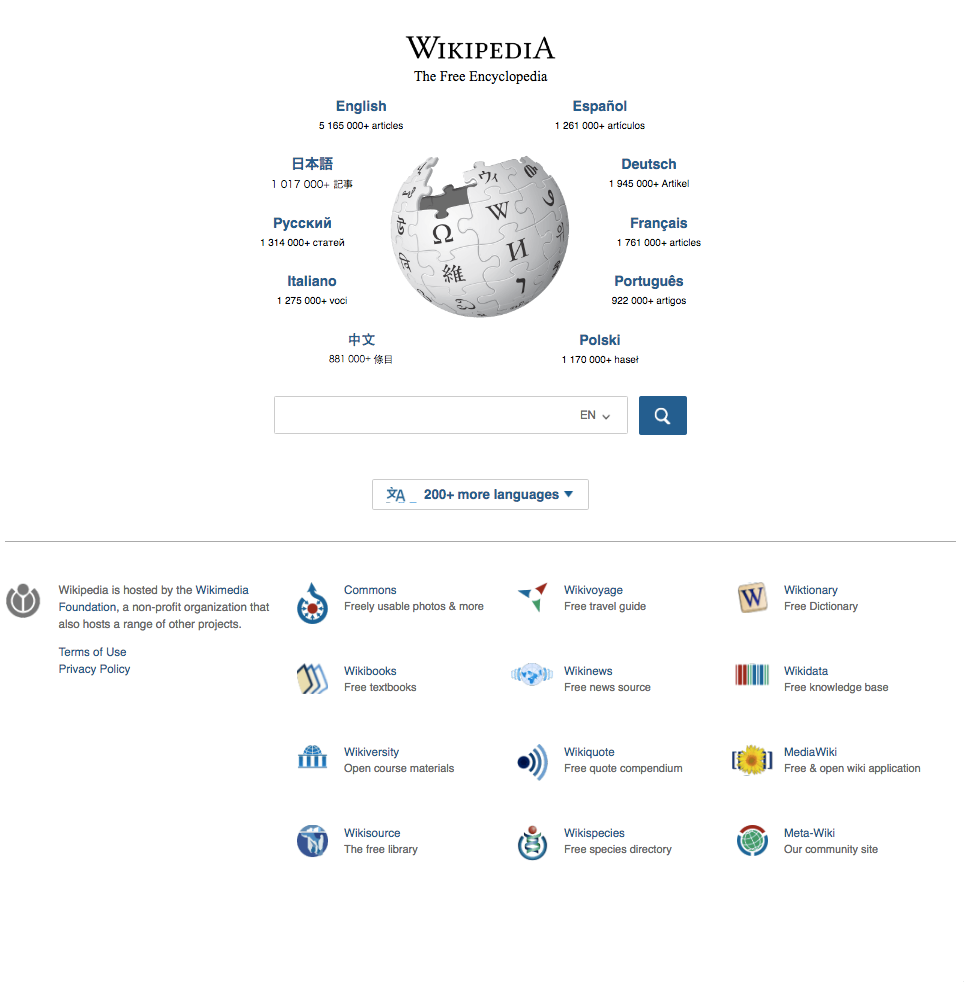 WIKIPEDIA
The Free Encyclopedia
English
5 165 000+ articles
Español
1 261 000+ artículos
日本語
1 017 000+ 記事
Deutsch
1 945 000+ Artikel
Русский
1 314 000+ статей
Français
1 761 000+ articles
Italiano
1 275 000+ voci
Português
922 000+ artigos
中文
881 000+ 條目
Polski
1 170 000+ haseł
Ω
W
И
維
ウィ
EN
文A
200+ more languages
Wikipedia is hosted by the Wikimedia
Foundation, a non-profit organization that
also hosts a range of other projects.
Terms of Use
Privacy Policy
Commons
Freely usable photos & more
Wikivoyage
Free travel guide
W
Wiktionary
Free Dictionary
Wikibooks
Free textbooks
Wikinews
Free news source
Wikidata
Free knowledge base
Wikiversity
Open course materials
Wikiquote
Free quote compendium
MediaWiki
Free & open wiki application
Wikisource
The free library
Wikispecies
Free species directory
Meta-Wiki
Our community site